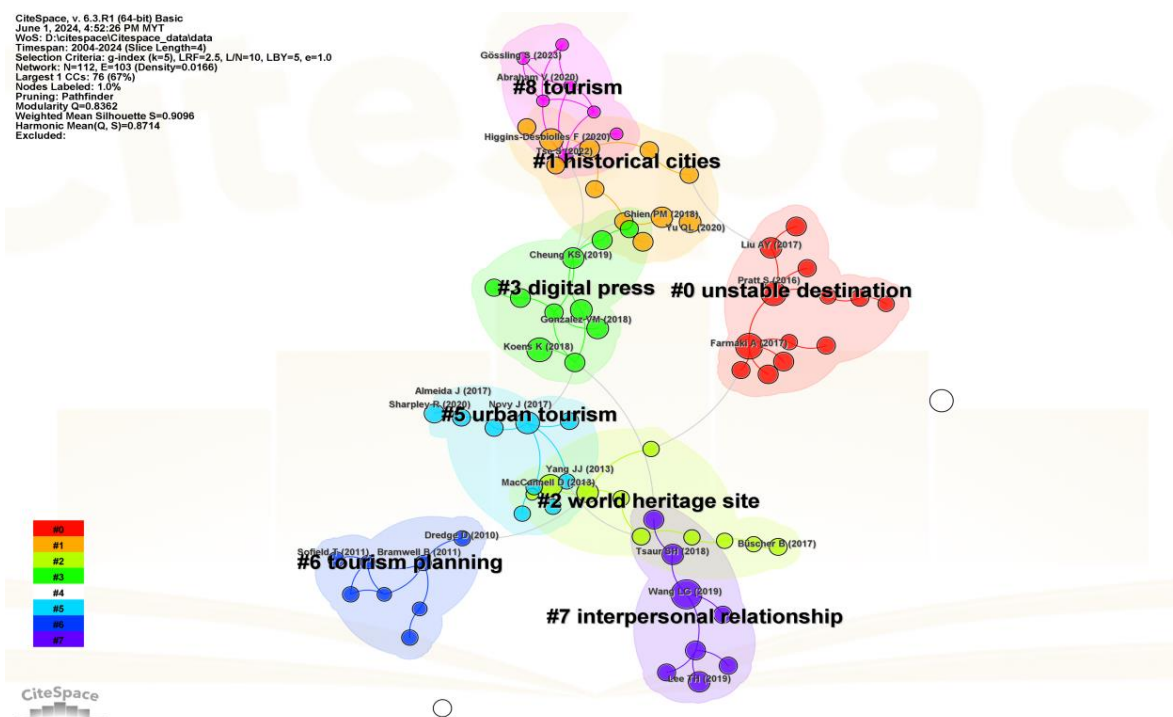 CiteSpace, v. 6.3.R1 (64-bit) Basic
June 1, 2024, 4:52:26 PM MYT
WoS: D:\citespace\Citespace_data\data
Timespan: 2004-2024 (Slice Length=4)
Selection Criteria: g-index (k=5), LRF=2.5, L/N=10, LBY=5, e=1.0
Network: N=112, E=103 (Density=0.0166)
Largest 1 CCs: 76 (67%)
Nodes Labeled: 1.0%
Pruning: Pathfinder
Modularity Q=0.8362
Weighted Mean Silhouette S=0.9096
Harmonic Mean(Q, S)=0.8714
Excluded:
CiteSpace
Gössling S (2023)
Abraham V (2020)
#8 tourism
Higgins-Desbiolles F (2020)
Tse S (2022)
#1 historical cities
Chien PM (2018)
Yu QL (2020)
Liu AY (2017)
Cheung KS (2019)
Pratt S (2016)
#3 digital press
#0 unstable destination
Gonzalez VM (2018)
Koens K (2018)
Farmaki A (2017)
Almeida J (2017)
Sharpley R (2020)
Novy J (2017)
#5 urban tourism
Yang JJ (2013)
MacCannell D (2013)
#2 world heritage site
Dredge D (2010)
Büscher B (2017)
Sofield T (2011)
Bramwell B (2011)
Tsaur SH (2018)
#6 tourism planning
Wang LG (2019)
#7 interpersonal relationship
Lee TH (2019)
#0
#1
#2
#3
#4
#5
#6
#7
CiteSpace